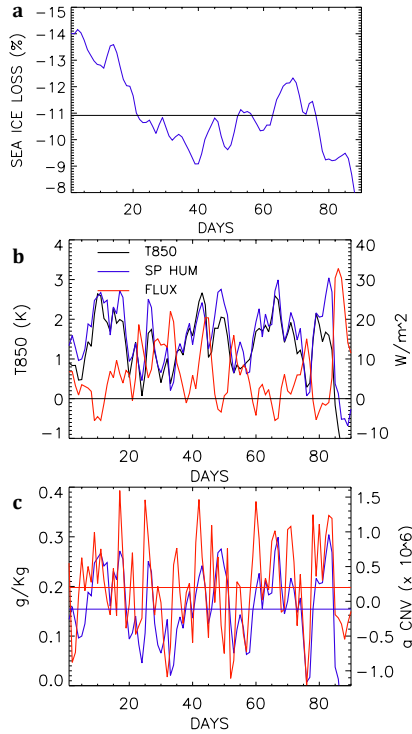 a
-15
-14
-13
-12
-11
-10
-9
-8
SEA ICE LOSS (%)
20 40 60 80
DAYS
b
T850
SP HUM
FLUX
4
3
2
1
0
-1
T850 (K)
40
30
20
10
0
-10
W/m^2
20 40 60 80
DAYS
c
0.4
0.3
0.2
0.1
0.0
g/Kg
1.5
1.0
0.5
0.0
-0.5
-1.0
q CNV (x 10^6)
20 40 60 80
DAYS